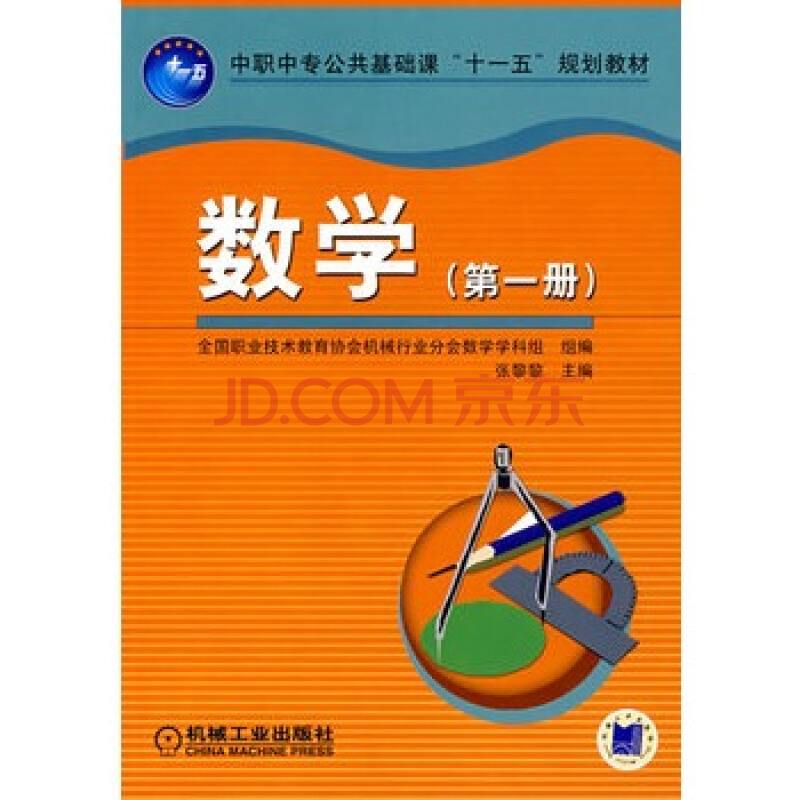 十一五
中职中专公共基础课“十一五”规划教材
数学
（第一册）
全国职业技术教育协会机械行业分会数学学科组 组编
张黎黎 主编
JD.COM 京东
机械工业出版社
CHINA MACHINE PRESS